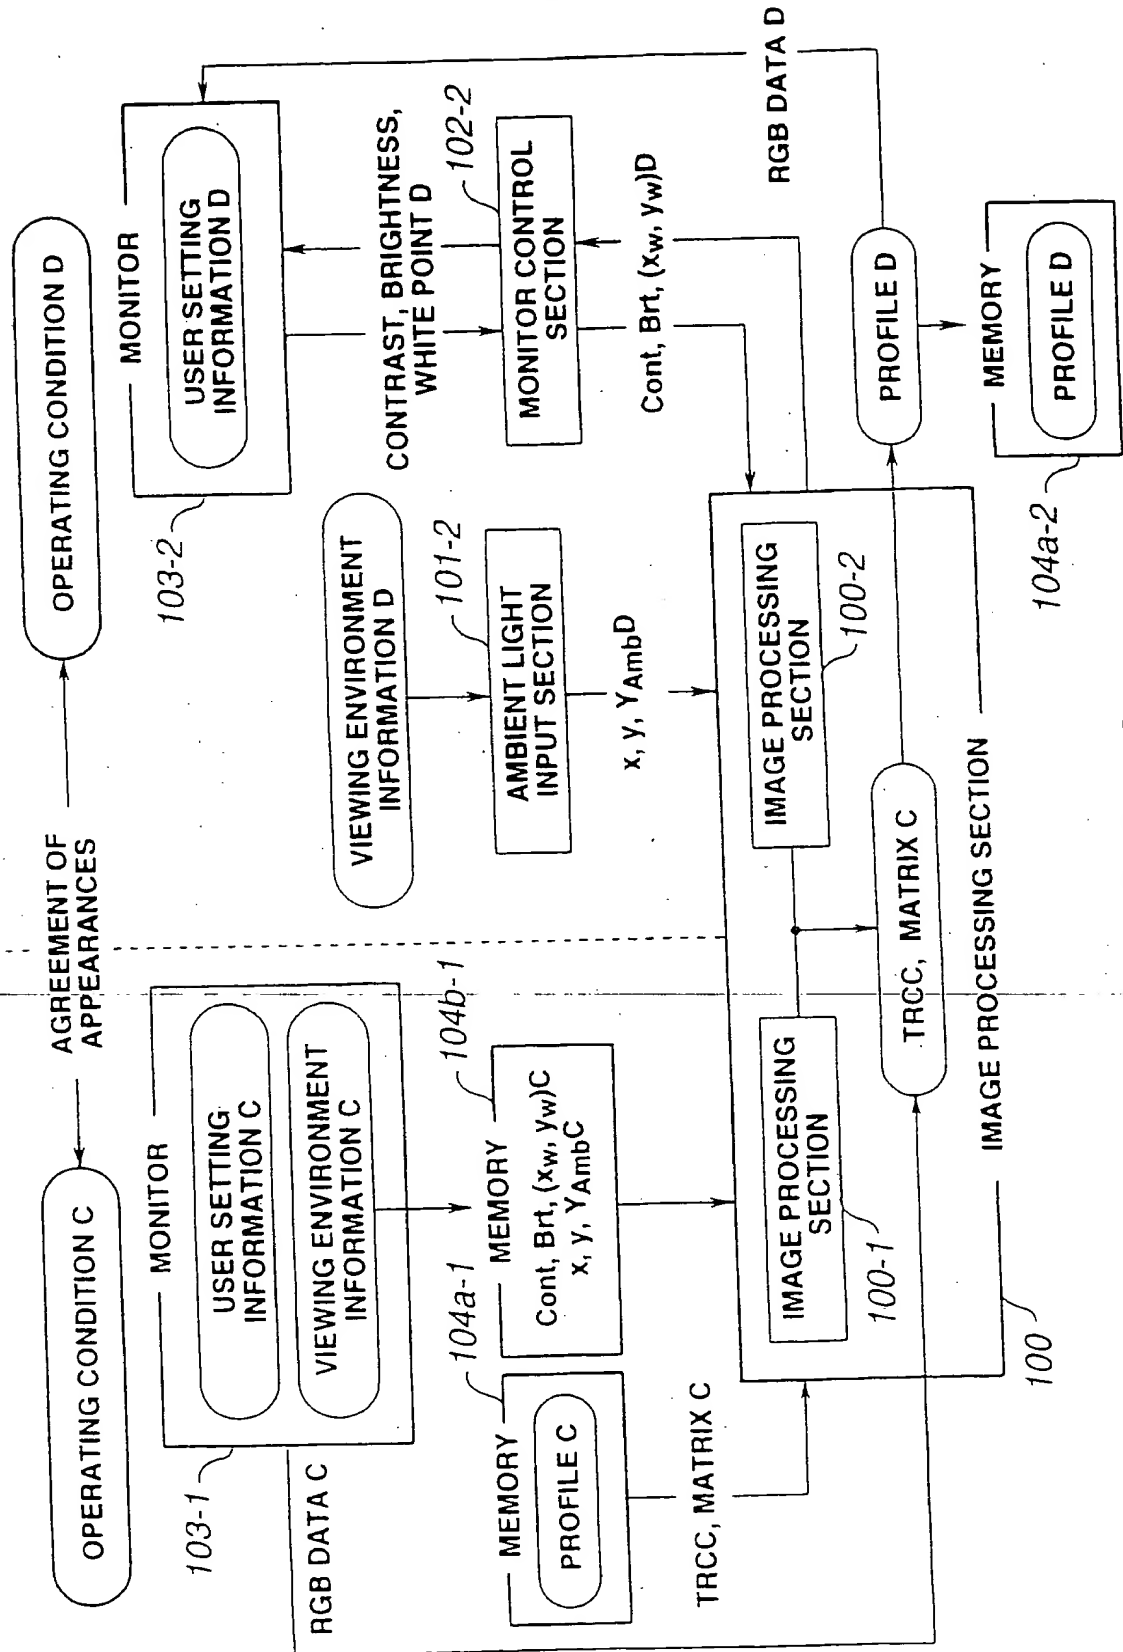 OPERATING CONDITION C
AGREEMENT OF
APPEARANCES
OPERATING CONDITION D
103-1
MONITOR
USER SETTING
INFORMATION C
VIEWING ENVIRONMENT
INFORMATION C
RGB DATA C
103-2
MONITOR
USER SETTING
INFORMATION D
VIEWING ENVIRONMENT
INFORMATION D
CONTRAST, BRIGHTNESS,
WHITE POINT D
104a-1
MEMORY
PROFILE C
104b-1
MEMORY
Cont, Brt, (xw, yw)C
x, y, YAmbC
101-2
AMBIENT LIGHT
INPUT SECTION
102-2
MONITOR CONTROL
SECTION
x, y, YAmbD
Cont, Brt, (xw, yw)D
TRCC, MATRIX C
IMAGE PROCESSING
SECTION
100-1
IMAGE PROCESSING
SECTION
100-2
RGB DATA D
TRCC, MATRIX C
PROFILE D
IMAGE PROCESSING SECTION
100
MEMORY
PROFILE D
104a-2